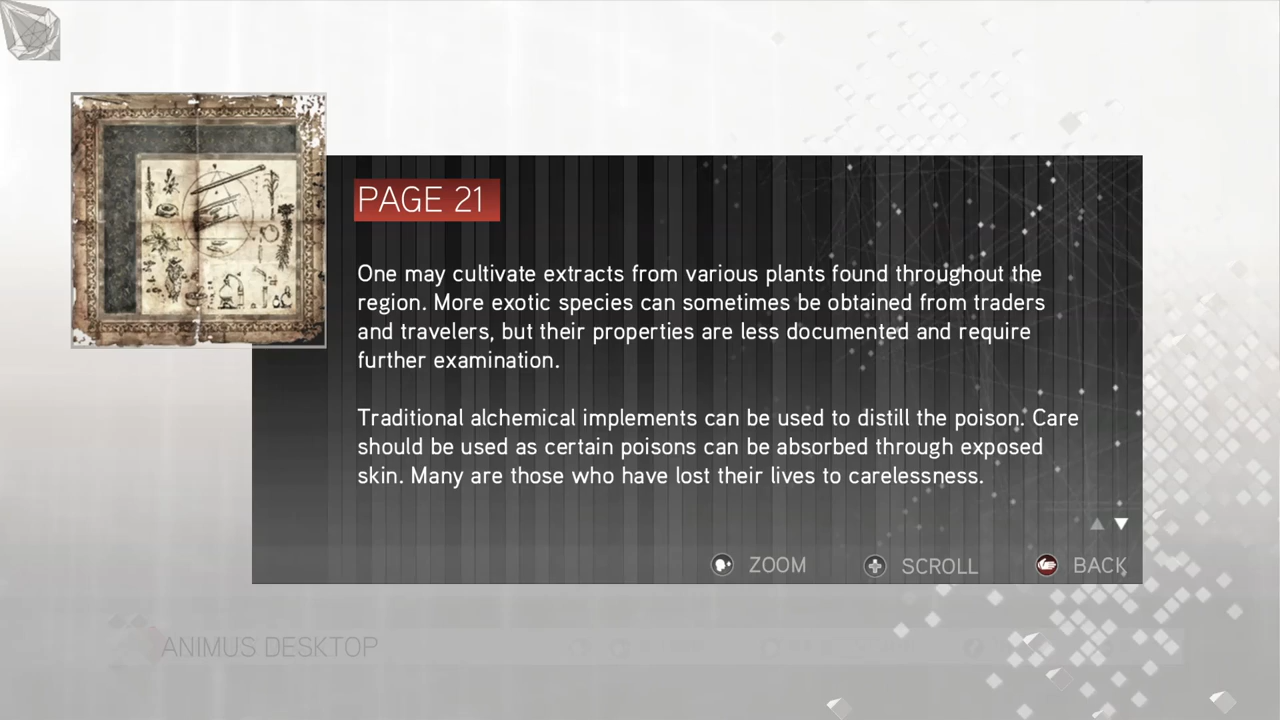 PAGE 21
One may cultivate extracts from various plants found throughout the
region. More exotic species can sometimes be obtained from traders
and travelers, but their properties are less documented and require
further examination.
Traditional alchemical implements can be used to distill the poison. Care
should be used as certain poisons can be absorbed through exposed
skin. Many are those who have lost their lives to carelessness.
ZOOM
SCROLL
BACK
ANIMUS DESKTOP